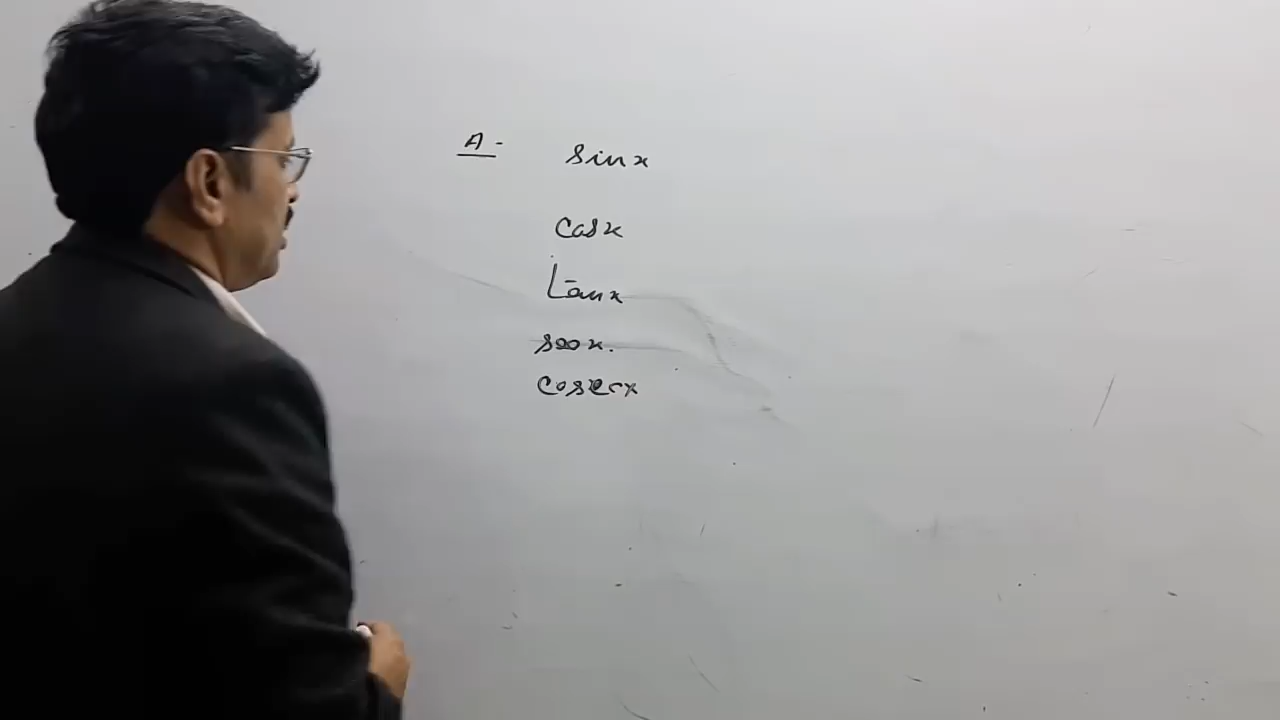 A- sinx
cosx
tanx
secx.
cosecx